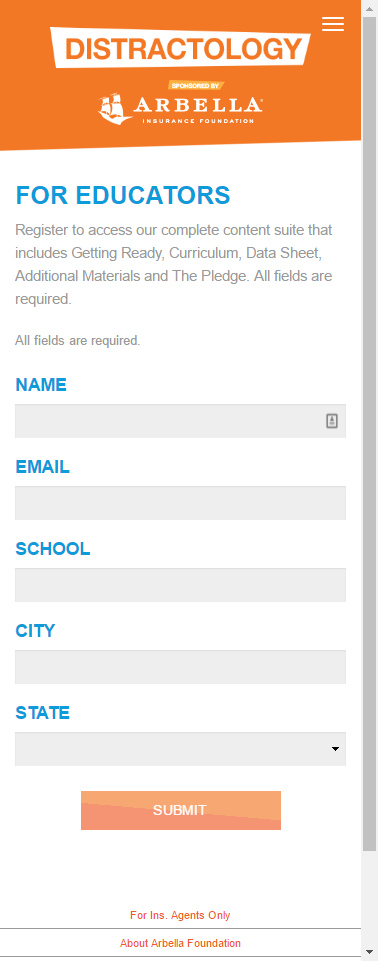 DISTRACTOLOGY
SPONSORED BY
ARBELLA
INSURANCE FOUNDATION
FOR EDUCATORS
Register to access our complete content suite that
includes Getting Ready, Curriculum, Data Sheet,
Additional Materials and The Pledge. All fields are
required.
All fields are required.
NAME
EMAIL
SCHOOL
CITY
STATE
SUBMIT
For Ins. Agents Only
About Arbella Foundation